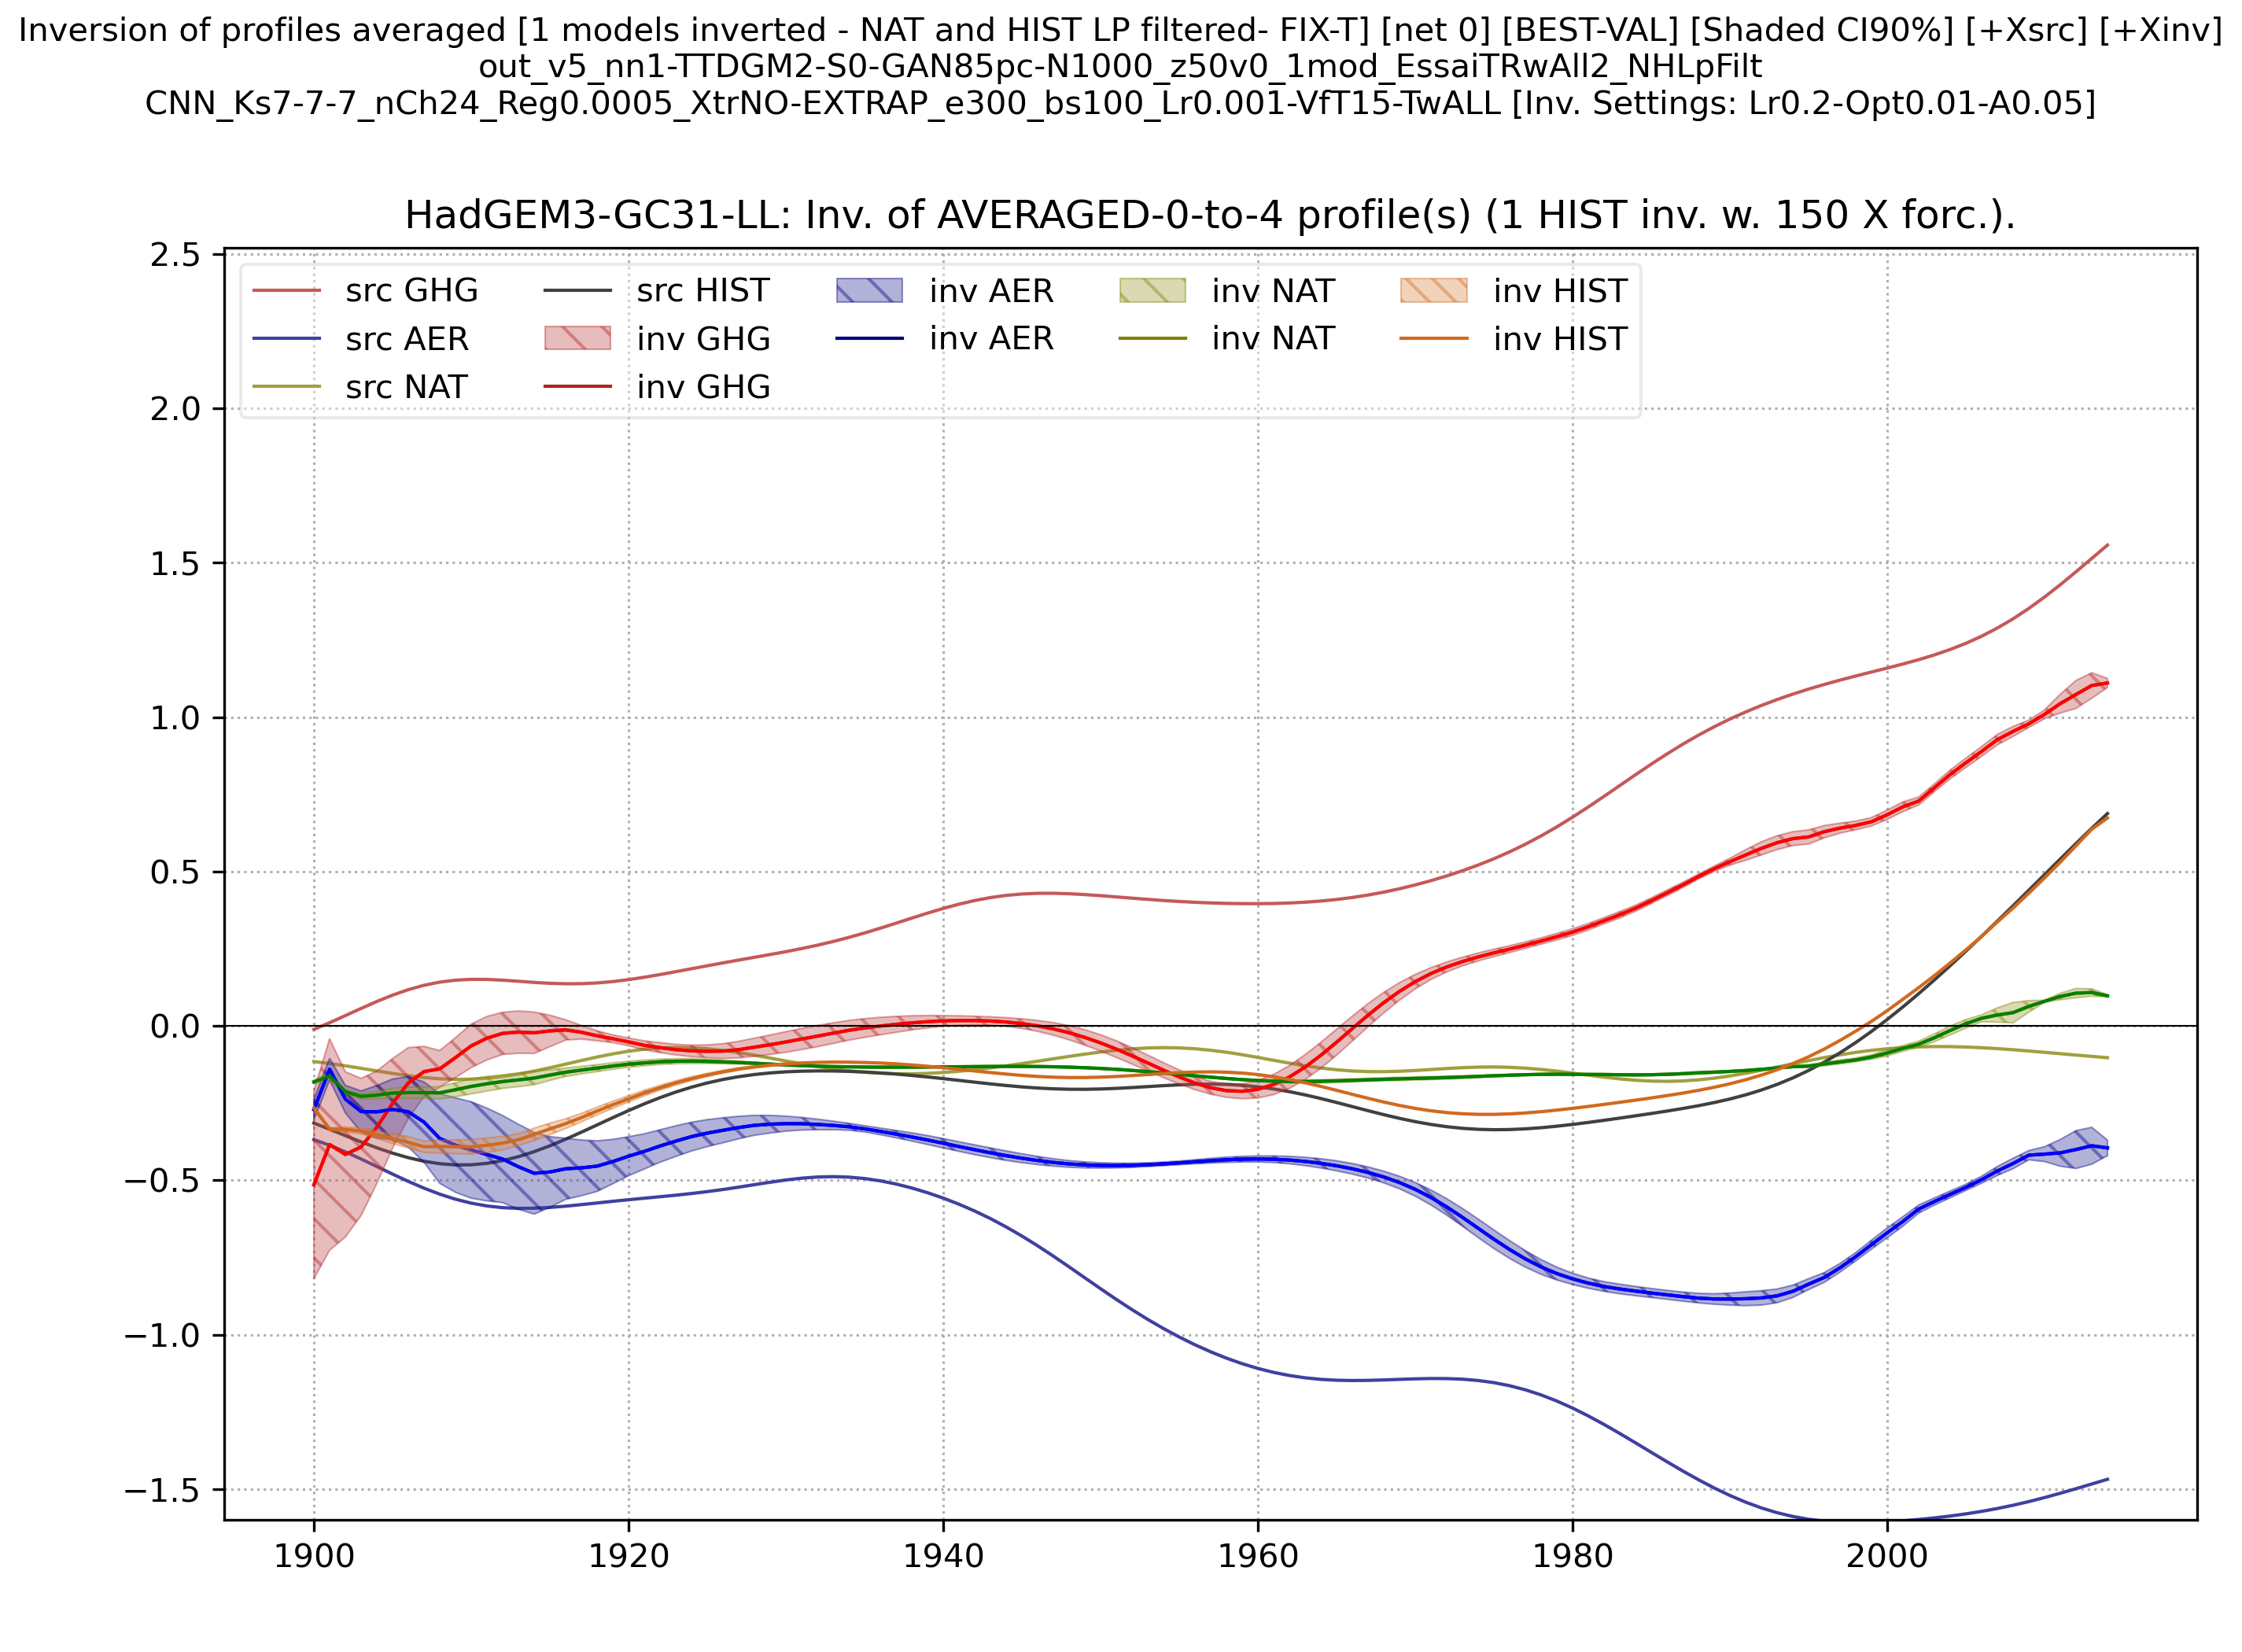 Inversion of profiles averaged [1 models inverted - NAT and HIST LP filtered- FIX-T] [net 0] [BEST-VAL] [Shaded CI90%] [+Xsrc] [+Xinv]
out_v5_nn1-TTDGM2-S0-GAN85pc-N1000_z50v0_1mod_EssaiTRwAll2_NHLpFilt
CNN_Ks7-7-7_nCh24_Reg0.0005_XtrNO-EXTRAP_e300_bs100_Lr0.001-VfT15-TwALL [Inv. Settings: Lr0.2-Opt0.01-A0.05]
HadGEM3-GC31-LL: Inv. of AVERAGED-0-to-4 profile(s) (1 HIST inv. w. 150 X forc.).
src GHG
src AER
src NAT
src HIST
inv GHG
inv GHG
inv AER
inv AER
inv NAT
inv NAT
inv HIST
inv HIST
2.5
2.0
1.5
1.0
0.5
0.0
−0.5
−1.0
−1.5
1900 1920 1940 1960 1980 2000